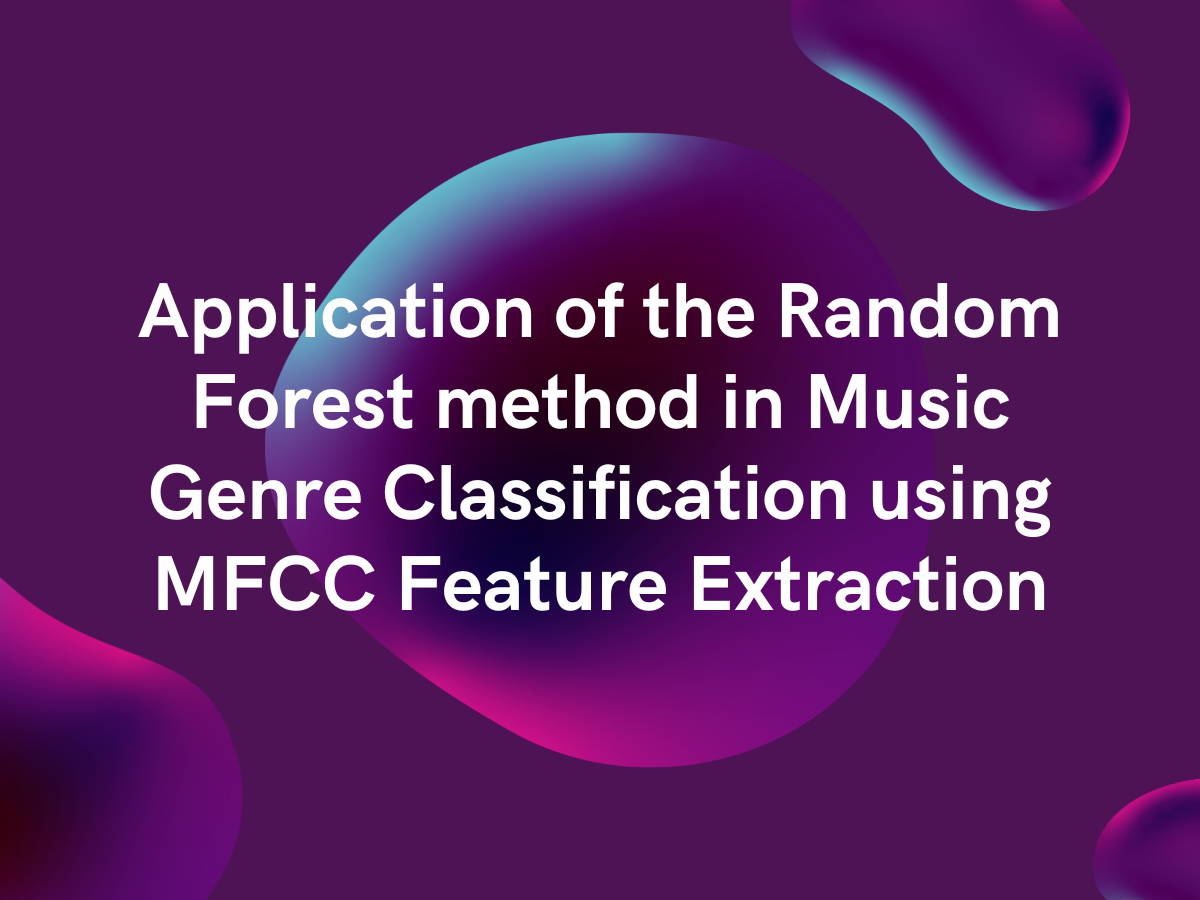 Application of the Random
Forest method in Music
Genre Classification using
MFCC Feature Extraction